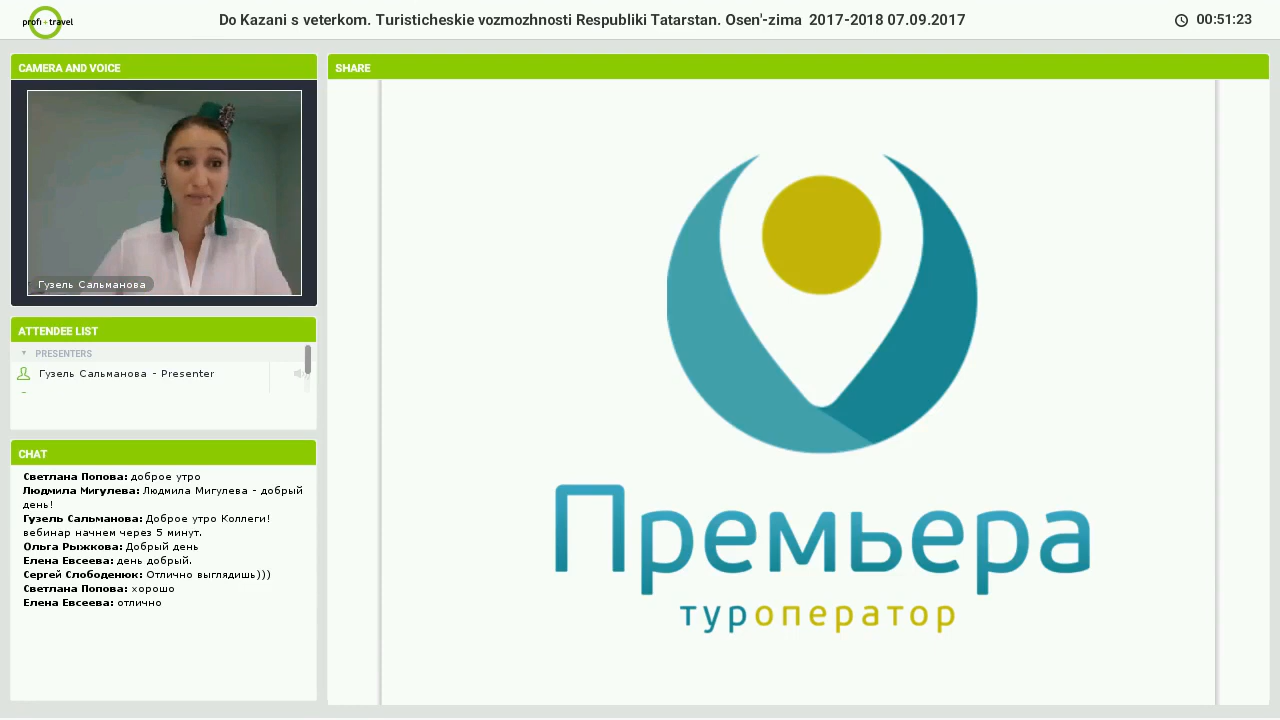 profi+travel
Do Kazani s veterkom. Turisticheskie vozmozhnosti Respubliki Tatarstan. Osen'-zima 2017-2018 07.09.2017
00:51:23
CAMERA AND VOICE
Гузель Сальманова
ATTENDEE LIST
PRESENTERS
Гузель Сальманова - Presenter
CHAT
Светлана Попова: доброе утро
Людмила Мигулева: Людмила Мигулева - добрый
день!
Гузель Сальманова: Доброе утро Коллеги!
вебинар начнем через 5 минут.
Ольга Рыжкова: Добрый день
Елена Евсеева: день добрый.
Сергей Слободенюк: Отлично выглядишь)))
Светлана Попова: хорошо
Елена Евсеева: отлично
SHARE
Премьера
туроператор